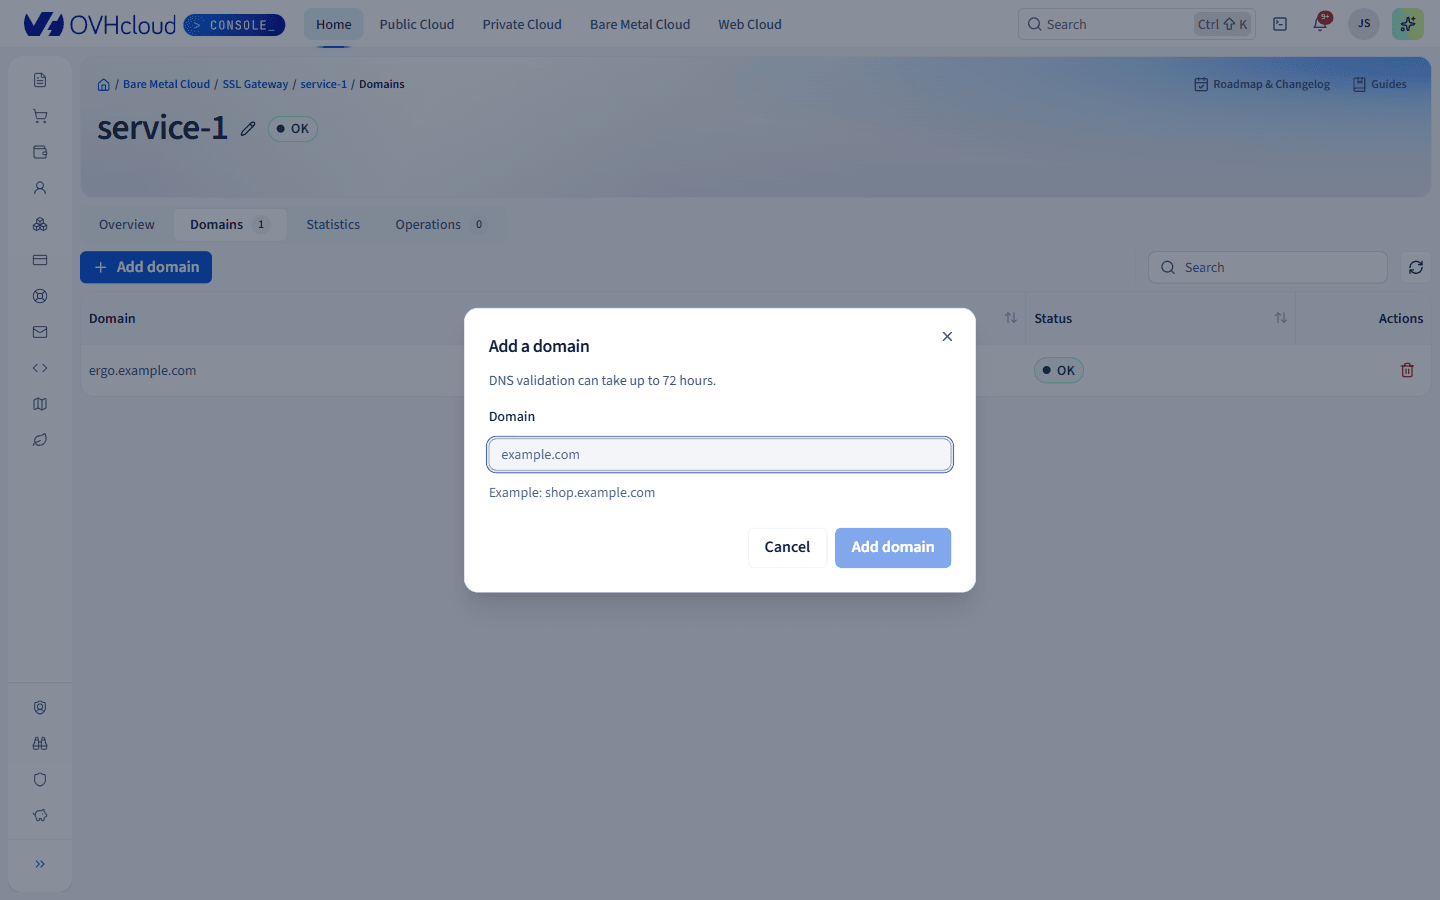 OVHcloud > CONSOLE_ Home Public Cloud Private Cloud Bare Metal Cloud Web Cloud Search Ctrl K 9+ JS
/ Bare Metal Cloud / SSL Gateway / service-1 / Domains Roadmap & Changelog Guides
service-1 OK
Overview Domains 1 Statistics Operations 0
+ Add domain Search
Domain Status Actions
ergo.example.com OK
Add a domain
DNS validation can take up to 72 hours.
Domain
example.com
Example: shop.example.com
Cancel Add domain